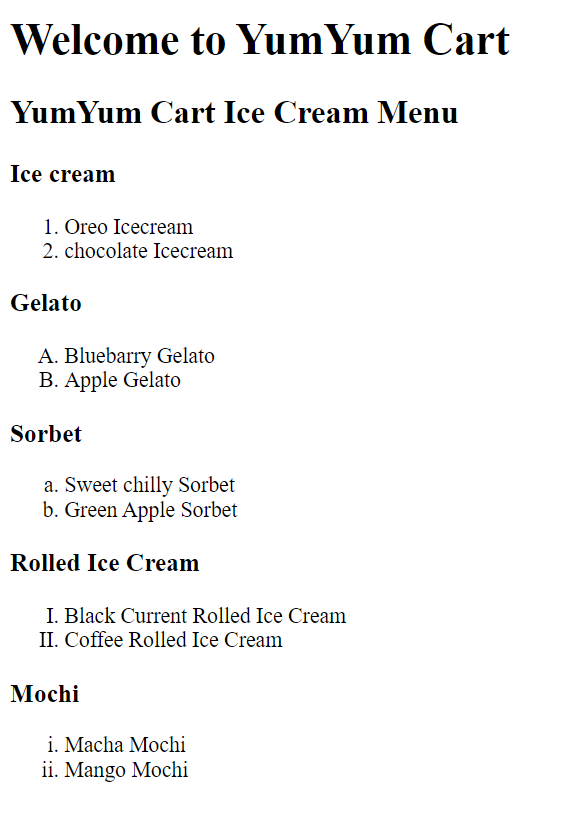 Welcome to YumYum Cart
YumYum Cart Ice Cream Menu
Ice cream
1. Oreo Icecream
2. chocolate Icecream
Gelato
A. Bluebarry Gelato
B. Apple Gelato
Sorbet
a. Sweet chilly Sorbet
b. Green Apple Sorbet
Rolled Ice Cream
I. Black Current Rolled Ice Cream
II. Coffee Rolled Ice Cream
Mochi
i. Macha Mochi
ii. Mango Mochi